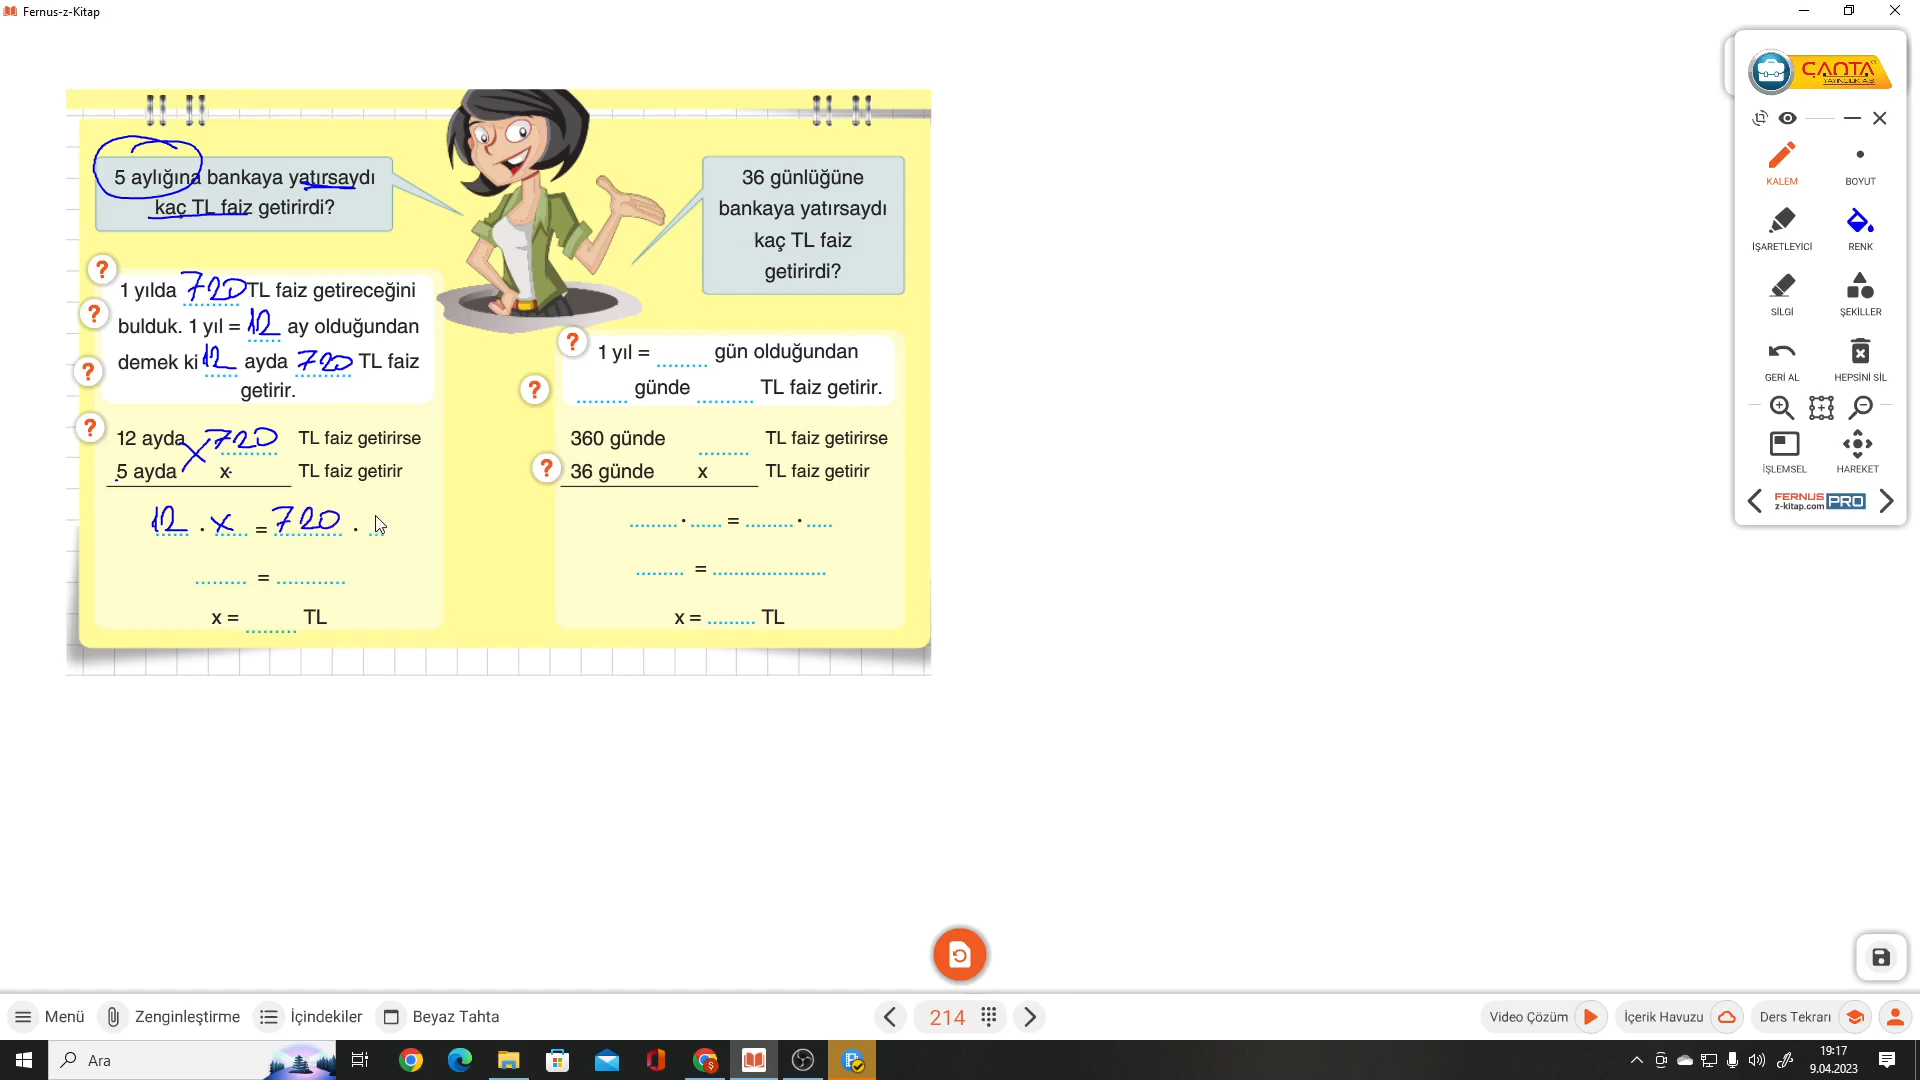 Fernus-z-Kitap
5 aylığına bankaya yatırsaydı
kaç TL faiz getirirdi?
36 günlüğüne
bankaya yatırsaydı
kaç TL faiz
getirirdi?
? 1 yılda 720 TL faiz getireceğini
? bulduk. 1 yıl = 12 ay olduğundan
? demek ki 12 ayda 720 TL faiz
getirir.
? 12 ayda 720 TL faiz getirirse
5 ayda x TL faiz getirir
12 . x = 720 .
......... = ............
x = ......... TL
? 1 yıl = ......... gün olduğundan
? ......... günde ......... TL faiz getirir.
360 günde ......... TL faiz getirirse
? 36 günde x TL faiz getirir
......... . ...... = ......... . .....
......... = .....................
x = ......... TL
ÇANTA
YAYINCILIK A.Ş.
KALEM
BOYUT
İŞARETLEYİCİ
RENK
SİLGİ
ŞEKİLLER
GERİ AL
HEPSİNİ SİL
İŞLEMSEL
HAREKET
FERNUS PRO
z-kitap.com
Menü
Zenginleştirme
İçindekiler
Beyaz Tahta
214
Video Çözüm
İçerik Havuzu
Ders Tekrarı
Ara
19:17
9.04.2023